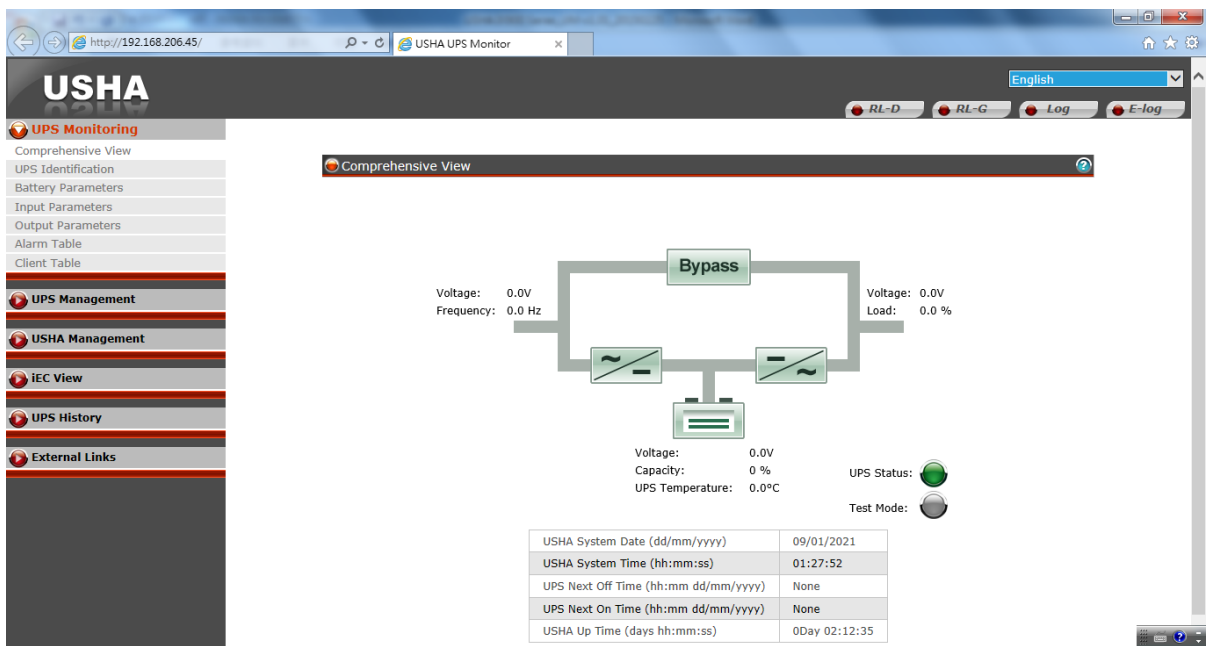 http://192.168.206.45/
USHA UPS Monitor
USHA
English
RL-D
RL-G
Log
E-log
UPS Monitoring
Comprehensive View
UPS Identification
Battery Parameters
Input Parameters
Output Parameters
Alarm Table
Client Table
UPS Management
USHA Management
iEC View
UPS History
External Links
Comprehensive View
Bypass
Voltage: 0.0V
Frequency: 0.0 Hz
Voltage: 0.0V
Load: 0.0 %
Voltage: 0.0V
Capacity: 0 %
UPS Temperature: 0.0°C
UPS Status:
Test Mode:
USHA System Date (dd/mm/yyyy) 09/01/2021
USHA System Time (hh:mm:ss) 01:27:52
UPS Next Off Time (hh:mm dd/mm/yyyy) None
UPS Next On Time (hh:mm dd/mm/yyyy) None
USHA Up Time (days hh:mm:ss) 0Day 02:12:35